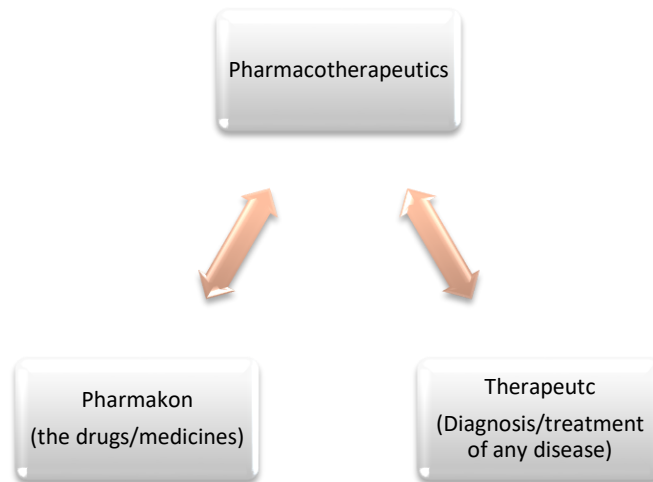 Pharmacotherapeutics
Pharmakon
(the drugs/medicines)
Therapeutc
(Diagnosis/treatment
of any disease)